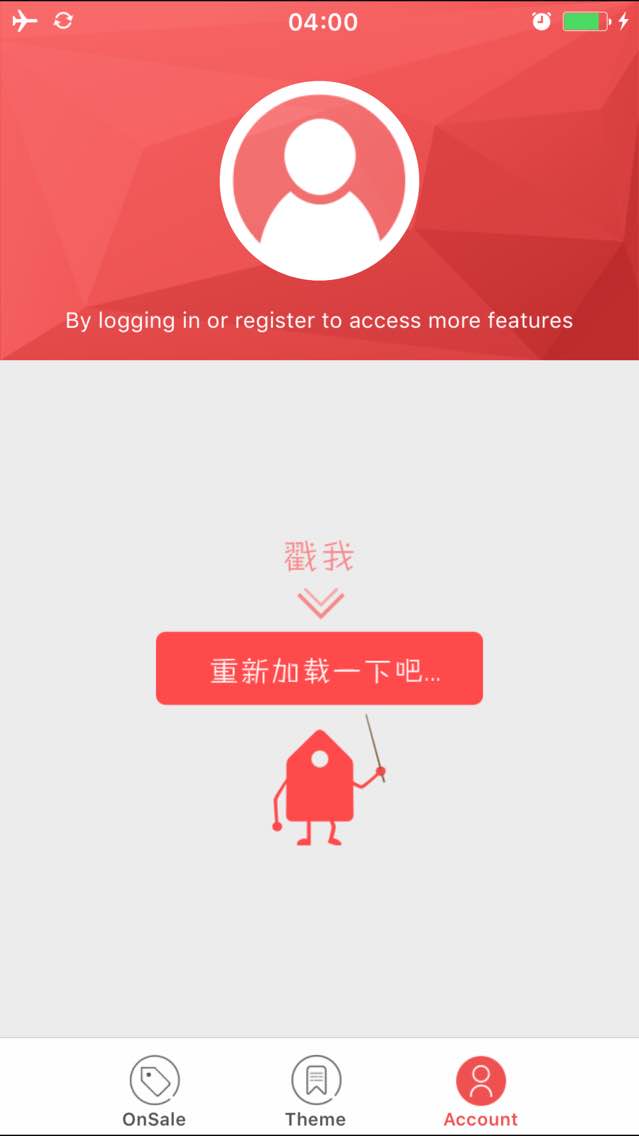 04:00
By logging in or register to access more features
戳我
重新加载一下吧...
OnSale
Theme
Account